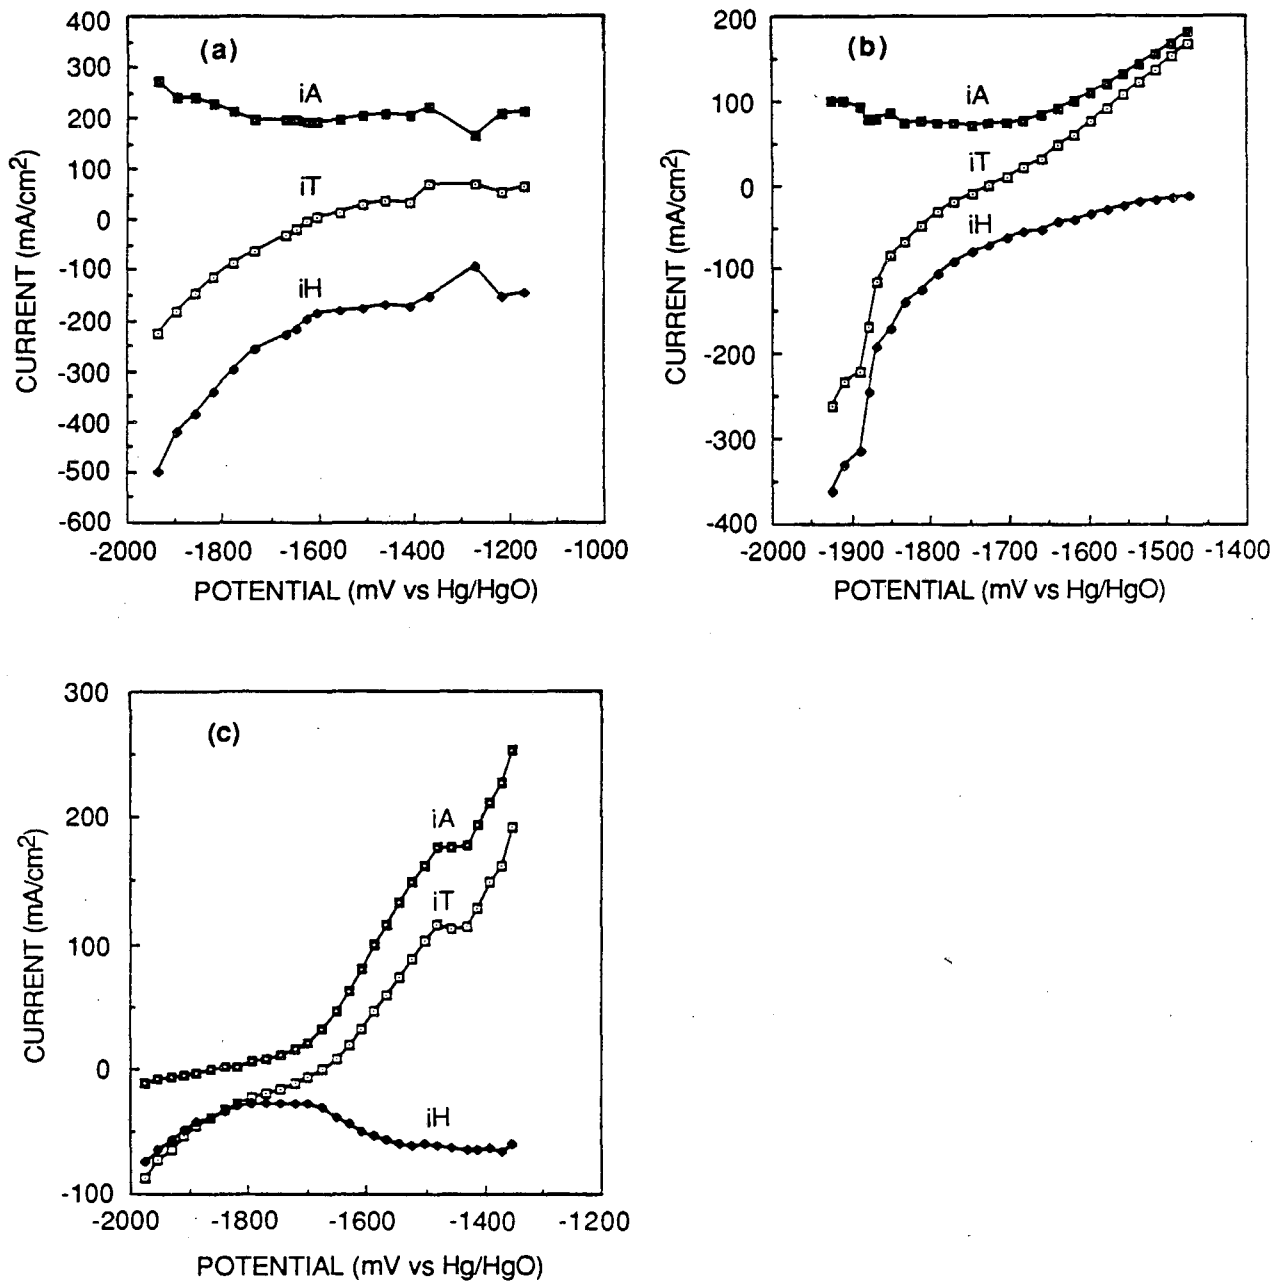 400
300
200
100
0
-100
-200
-300
-400
-500
-600
CURRENT (mA/cm2)
(a)
iA
iT
iH
-2000 -1800 -1600 -1400 -1200 -1000
POTENTIAL (mV vs Hg/HgO)
200
100
0
-100
-200
-300
-400
CURRENT (mA/cm2)
(b)
iA
iT
iH
-2000 -1900 -1800 -1700 -1600 -1500 -1400
POTENTIAL (mV vs Hg/HgO)
300
200
100
0
-100
CURRENT (mA/cm2)
(c)
iA
iT
iH
-2000 -1800 -1600 -1400 -1200
POTENTIAL (mV vs Hg/HgO)